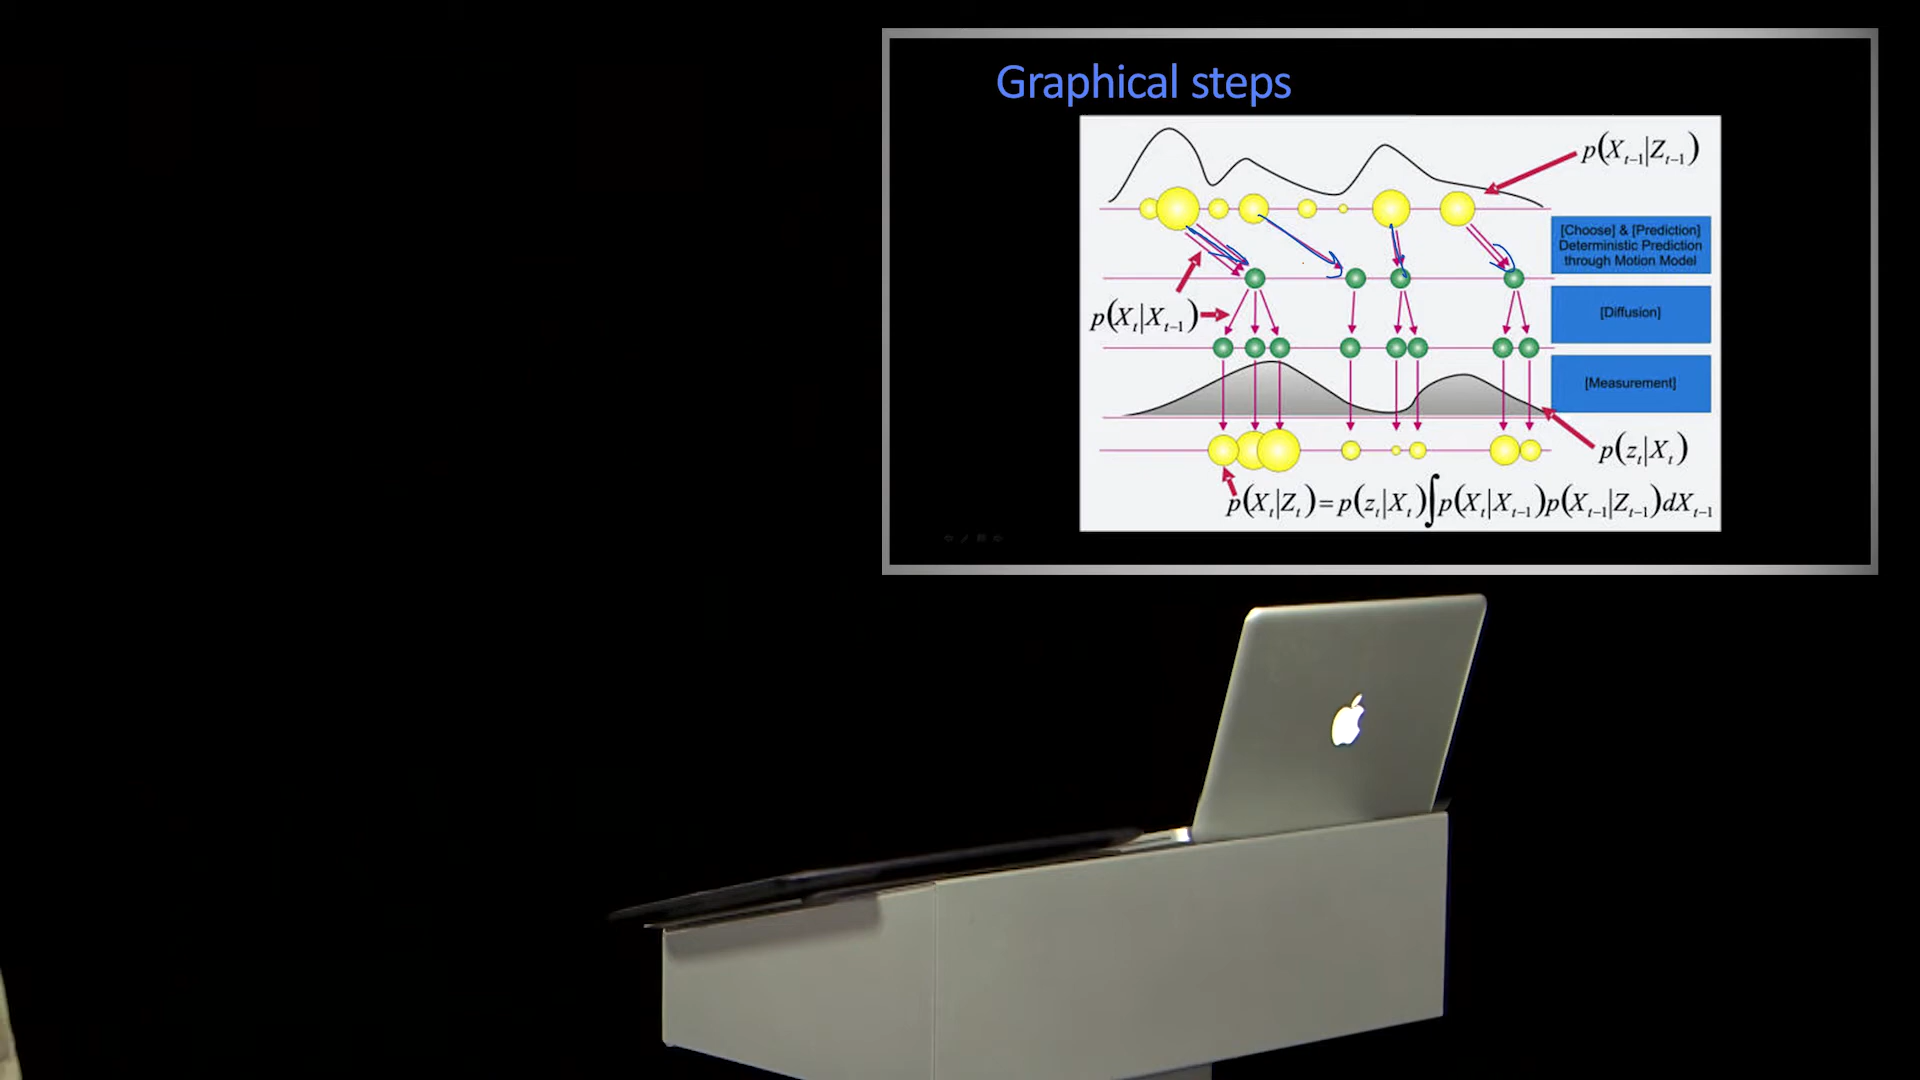 Graphical steps
p(X_{t-1}|Z_{t-1})
[Choose] & [Prediction]
Deterministic Prediction
through Motion Model
p(X_t|X_{t-1})
[Diffusion]
[Measurement]
p(z_t|X_t)
p(X_t|Z_t)=p(z_t|X_t)∫p(X_t|X_{t-1})p(X_{t-1}|Z_{t-1})dX_{t-1}